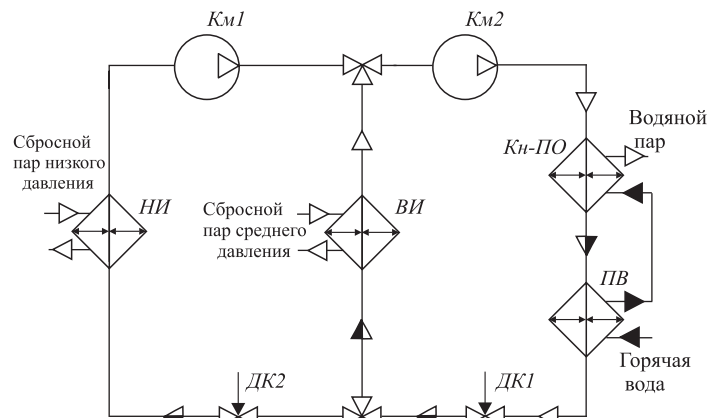 Км1
Км2
Водяной
пар
Кн-ПО
Сбросной
пар низкого
давления
НИ
Сбросной
пар среднего
давления
ВИ
ПВ
Горячая
вода
ДК2
ДК1